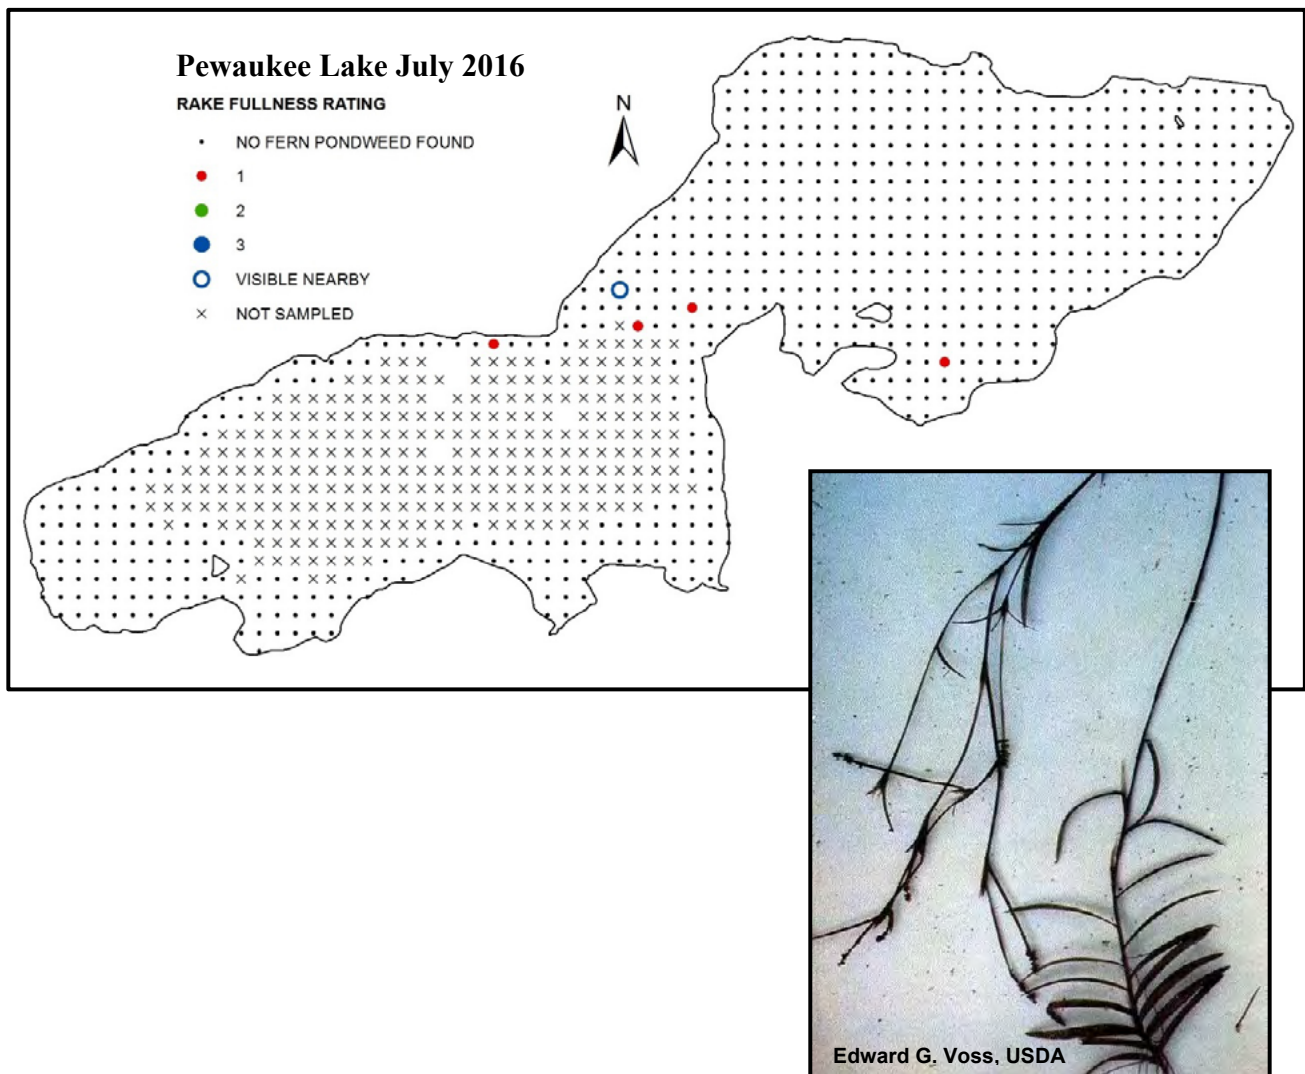 Pewaukee Lake July 2016
RAKE FULLNESS RATING
NO FERN PONDWEED FOUND
1
2
3
VISIBLE NEARBY
NOT SAMPLED
N
Edward G. Voss, USDA